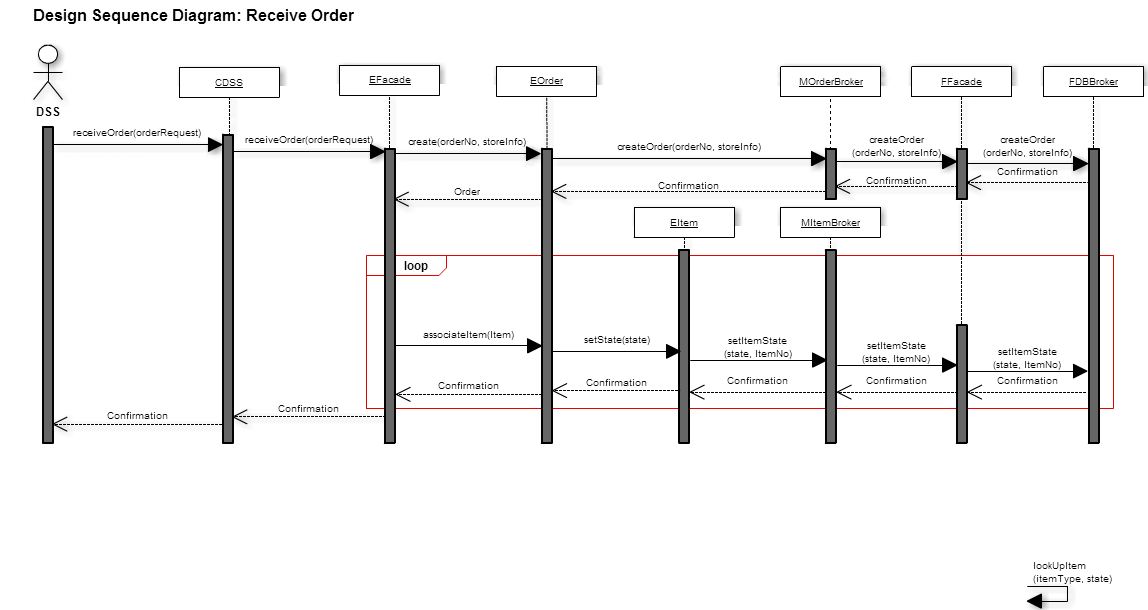 Design Sequence Diagram: Receive Order
DSS
CDSS
EFacade
EOrder
MOrderBroker
FFacade
FDBBroker
receiveOrder(orderRequest)
receiveOrder(orderRequest)
create(orderNo, storeInfo)
createOrder(orderNo, storeInfo)
createOrder
(orderNo, storeInfo)
createOrder
(orderNo, storeInfo)
Order
Confirmation
Confirmation
Confirmation
EItem
MItemBroker
loop
associateItem(Item)
setState(state)
setItemState
(state, ItemNo)
setItemState
(state, ItemNo)
setItemState
(state, ItemNo)
Confirmation
Confirmation
Confirmation
Confirmation
Confirmation
Confirmation
Confirmation
lookUpItem
(itemType, state)